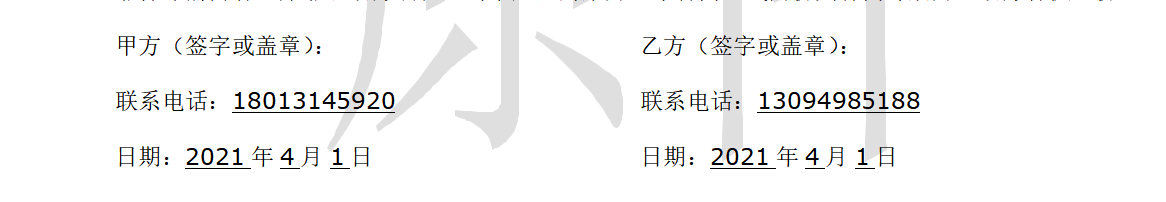 甲方（签字或盖章）： 乙方（签字或盖章）：
联系电话：18013145920 联系电话：13094985188
日期：2021 年 4 月 1 日 日期：2021 年 4 月 1 日